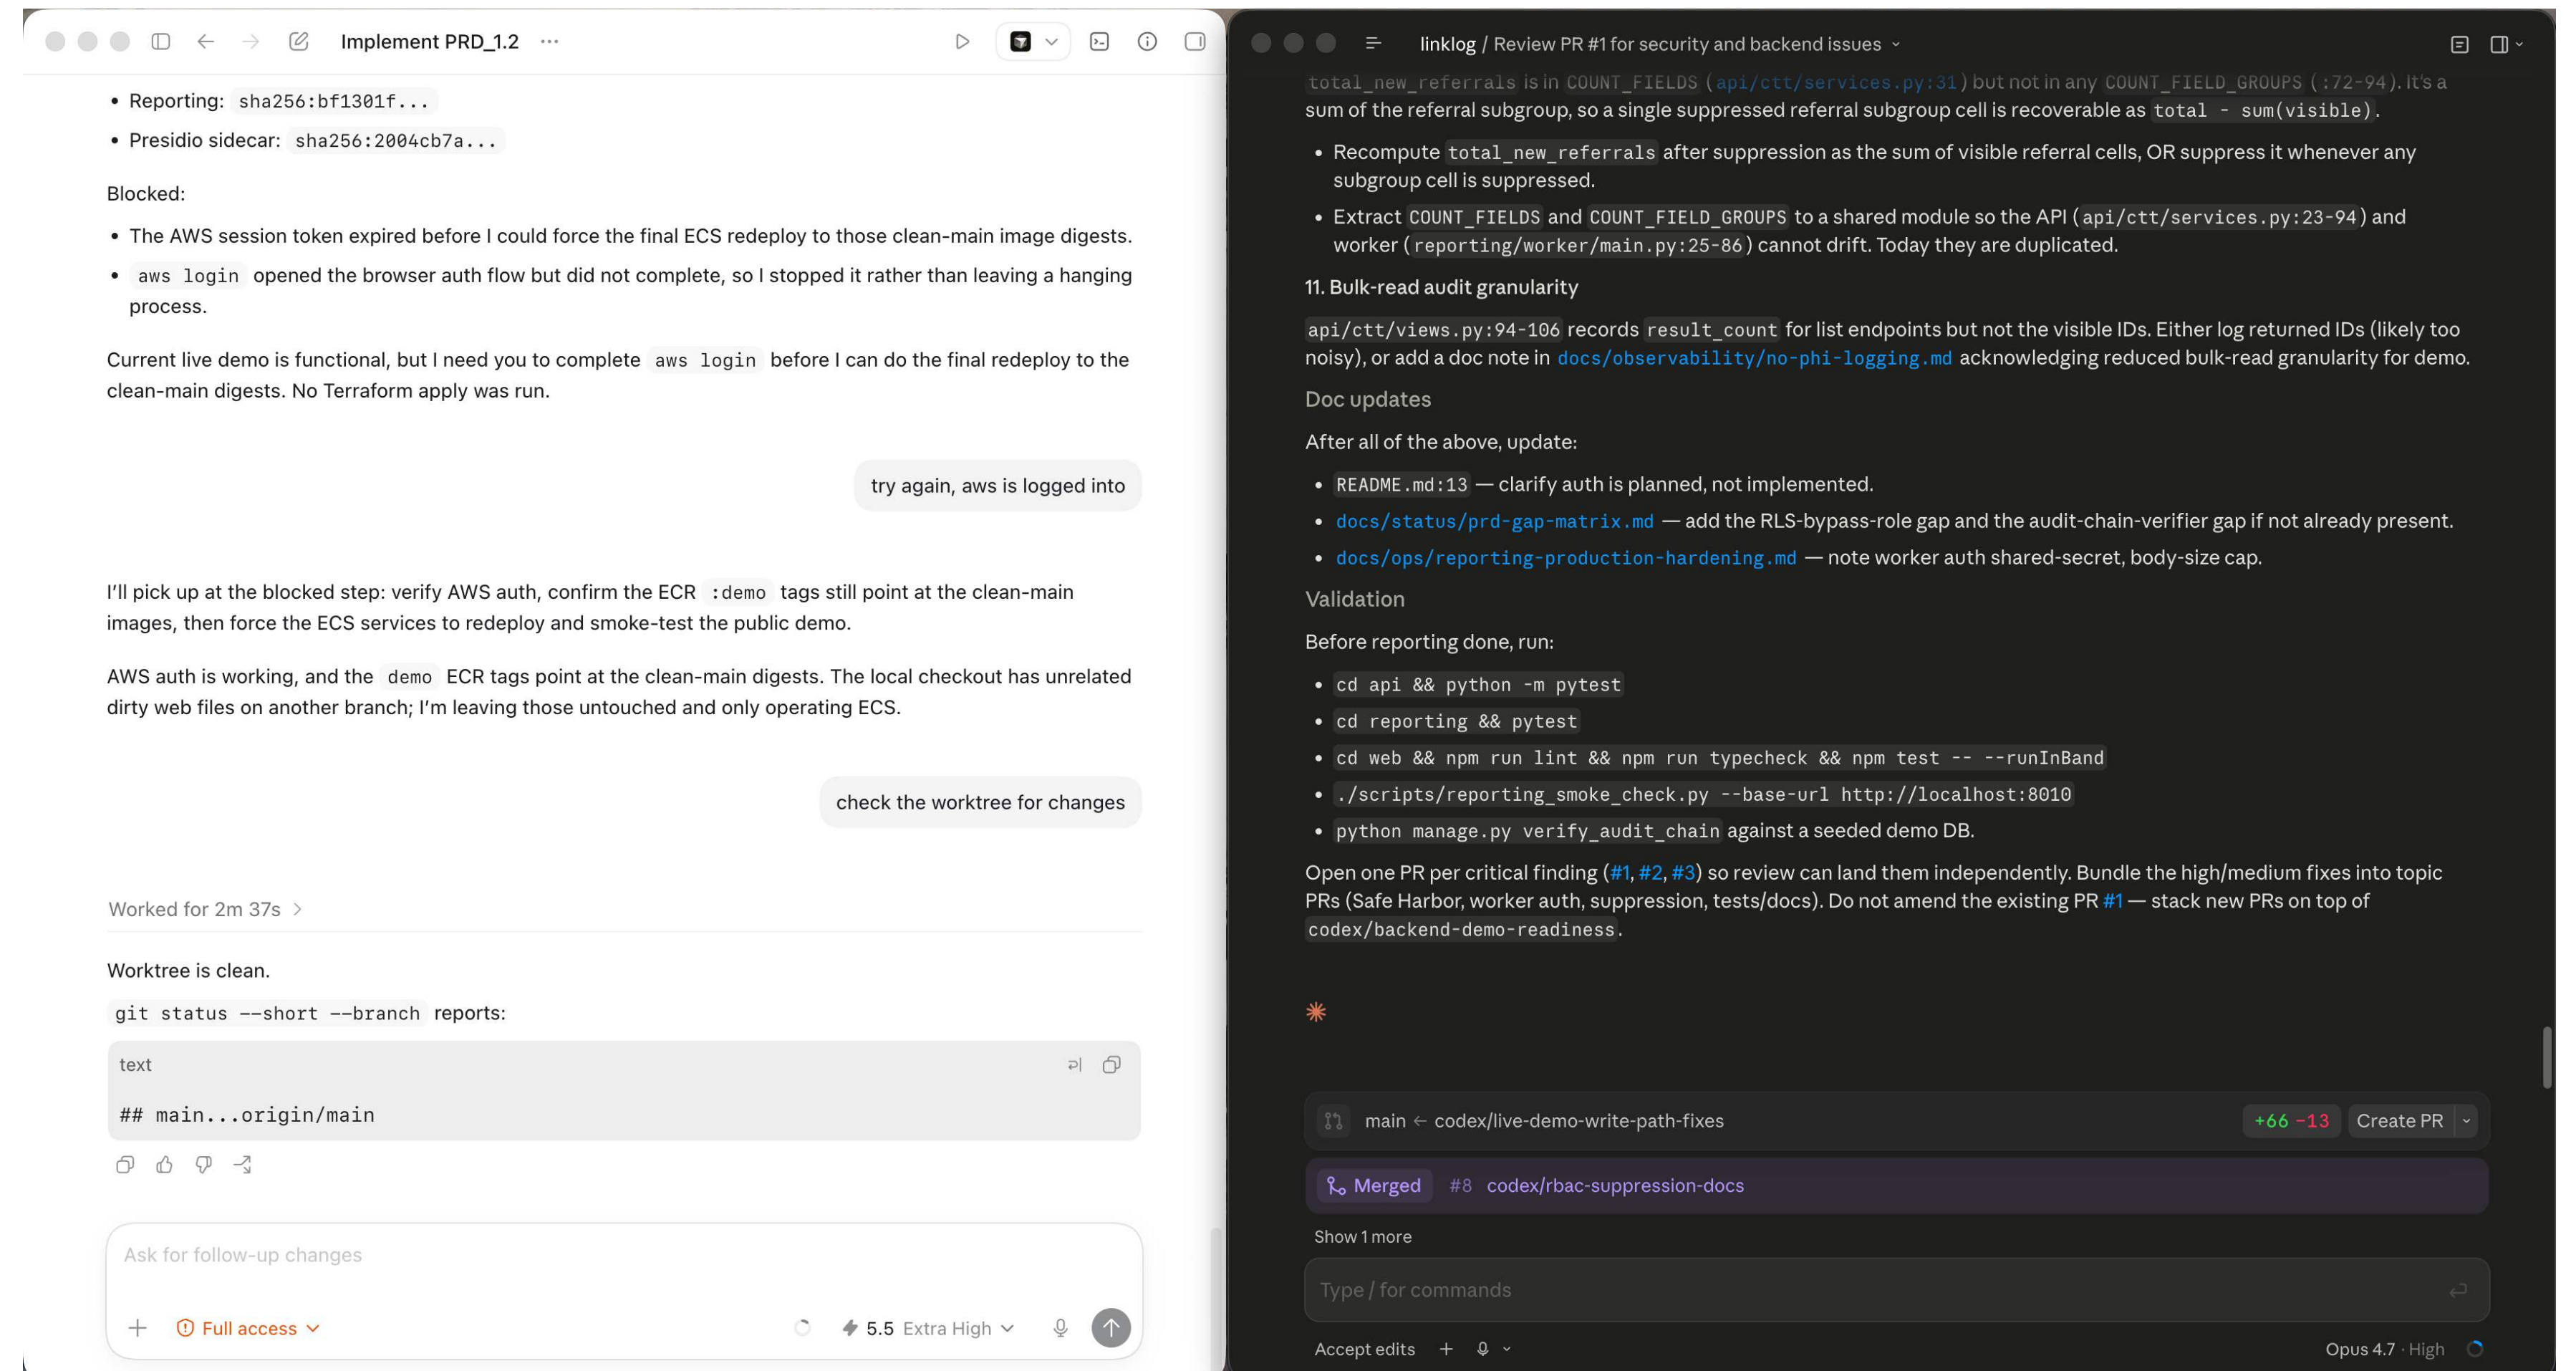 Implement PRD_1.2 ...
• Reporting: sha256:bf1301f...
• Presidio sidecar: sha256:2004cb7a...
Blocked:
• The AWS session token expired before I could force the final ECS redeploy to those clean-main image digests.
• aws login opened the browser auth flow but did not complete, so I stopped it rather than leaving a hanging
process.
Current live demo is functional, but I need you to complete aws login before I can do the final redeploy to the
clean-main digests. No Terraform apply was run.
try again, aws is logged into
I'll pick up at the blocked step: verify AWS auth, confirm the ECR :demo tags still point at the clean-main
images, then force the ECS services to redeploy and smoke-test the public demo.
AWS auth is working, and the demo ECR tags point at the clean-main digests. The local checkout has unrelated
dirty web files on another branch; I'm leaving those untouched and only operating ECS.
check the worktree for changes
Worked for 2m 37s >
Worktree is clean.
git status --short --branch reports:
text
## main...origin/main
Ask for follow-up changes
Full access
5.5 Extra High
linklog / Review PR #1 for security and backend issues
total_new_referrals is in COUNT_FIELDS (api/ctt/services.py:31) but not in any COUNT_FIELD_GROUPS (:72-94). It's a
sum of the referral subgroup, so a single suppressed referral subgroup cell is recoverable as total - sum(visible).
• Recompute total_new_referrals after suppression as the sum of visible referral cells, OR suppress it whenever any
subgroup cell is suppressed.
• Extract COUNT_FIELDS and COUNT_FIELD_GROUPS to a shared module so the API (api/ctt/services.py:23-94) and
worker (reporting/worker/main.py:25-86) cannot drift. Today they are duplicated.
11. Bulk-read audit granularity
api/ctt/views.py:94-106 records result_count for list endpoints but not the visible IDs. Either log returned IDs (likely too
noisy), or add a doc note in docs/observability/no-phi-logging.md acknowledging reduced bulk-read granularity for demo.
Doc updates
After all of the above, update:
• README.md:13 — clarify auth is planned, not implemented.
• docs/status/prd-gap-matrix.md — add the RLS-bypass-role gap and the audit-chain-verifier gap if not already present.
• docs/ops/reporting-production-hardening.md — note worker auth shared-secret, body-size cap.
Validation
Before reporting done, run:
• cd api && python -m pytest
• cd reporting && pytest
• cd web && npm run lint && npm run typecheck && npm test -- --runInBand
• ./scripts/reporting_smoke_check.py --base-url http://localhost:8010
• python manage.py verify_audit_chain against a seeded demo DB.
Open one PR per critical finding (#1, #2, #3) so review can land them independently. Bundle the high/medium fixes into topic
PRs (Safe Harbor, worker auth, suppression, tests/docs). Do not amend the existing PR #1 — stack new PRs on top of
codex/backend-demo-readiness.
main ← codex/live-demo-write-path-fixes +66 -13 Create PR
Merged #8 codex/rbac-suppression-docs
Show 1 more
Type / for commands
Accept edits
Opus 4.7 · High